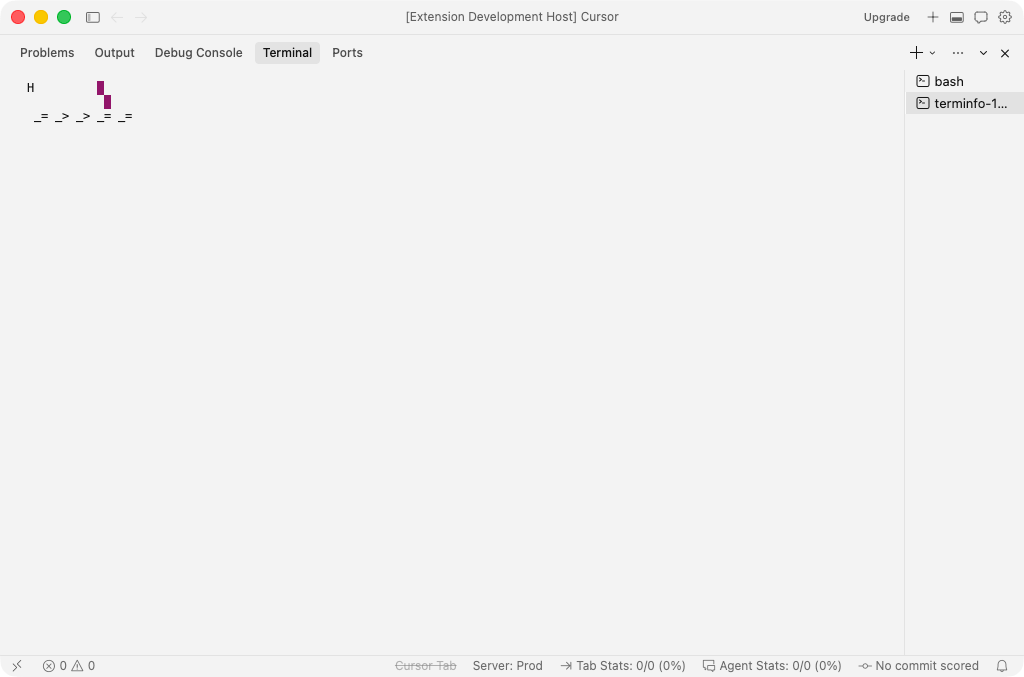 [Extension Development Host] Cursor
Upgrade
Problems Output Debug Console Terminal Ports
H
_= _> _> _= _=
bash
terminfo-1...
0 0 Cursor Tab Server: Prod Tab Stats: 0/0 (0%) Agent Stats: 0/0 (0%) No commit scored